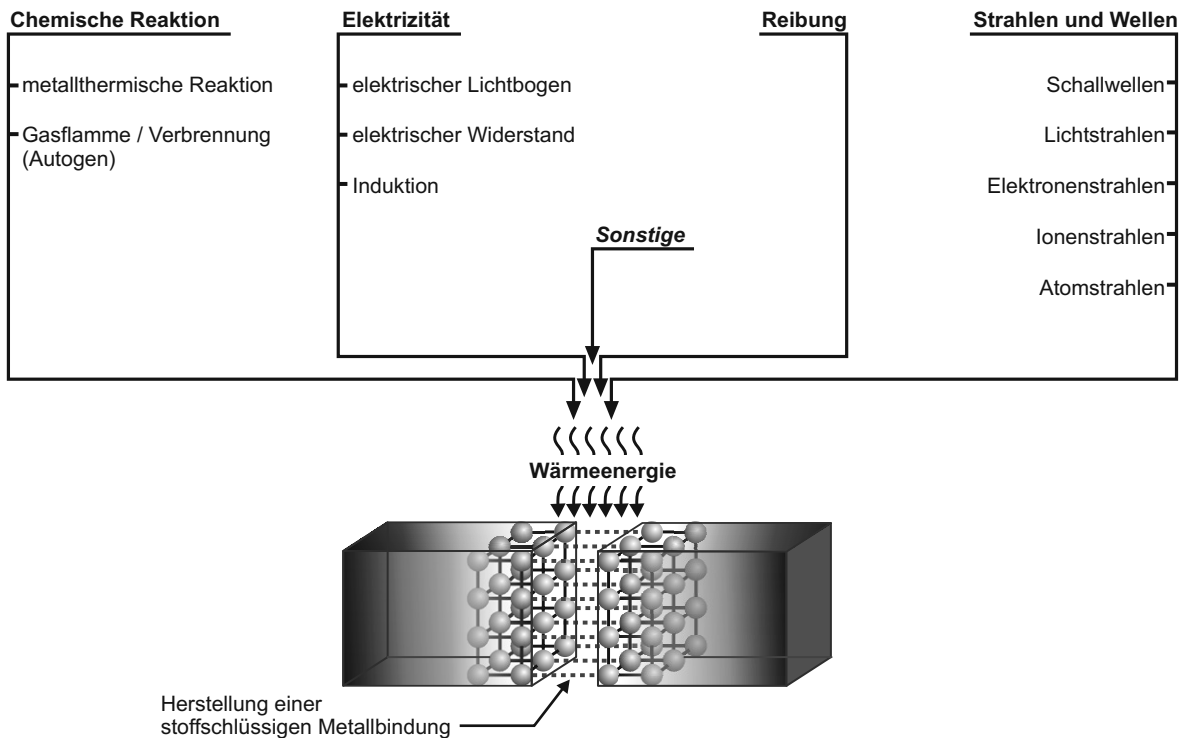 Chemische Reaktion
metallthermische Reaktion
Gasflamme / Verbrennung
(Autogen)
Elektrizität
elektrischer Lichtbogen
elektrischer Widerstand
Induktion
Sonstige
Reibung
Strahlen und Wellen
Schallwellen
Lichtstrahlen
Elektronenstrahlen
Ionenstrahlen
Atomstrahlen
Wärmeenergie
Herstellung einer
stoffschlüssigen Metallbindung